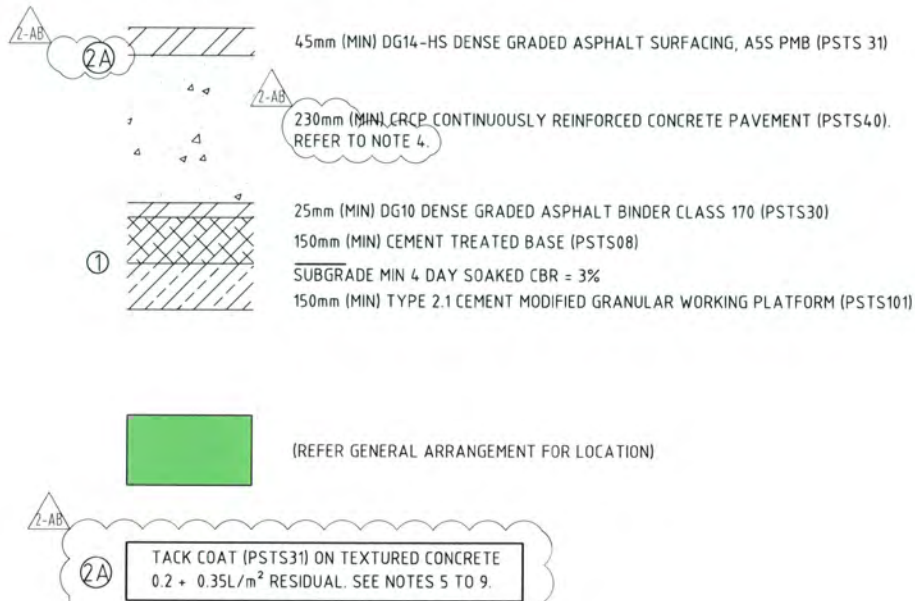 2-AB
2A
45mm (MIN) DG14-HS DENSE GRADED ASPHALT SURFACING, A5S PMB (PSTS 31)
2-AB
230mm (MIN) CRCP CONTINUOUSLY REINFORCED CONCRETE PAVEMENT (PSTS40).
REFER TO NOTE 4.
25mm (MIN) DG10 DENSE GRADED ASPHALT BINDER CLASS 170 (PSTS30)
150mm (MIN) CEMENT TREATED BASE (PSTS08)
1
SUBGRADE MIN 4 DAY SOAKED CBR = 3%
150mm (MIN) TYPE 2.1 CEMENT MODIFIED GRANULAR WORKING PLATFORM (PSTS101)
(REFER GENERAL ARRANGEMENT FOR LOCATION)
2-AB
2A
TACK COAT (PSTS31) ON TEXTURED CONCRETE
0.2 + 0.35L/m² RESIDUAL. SEE NOTES 5 TO 9.